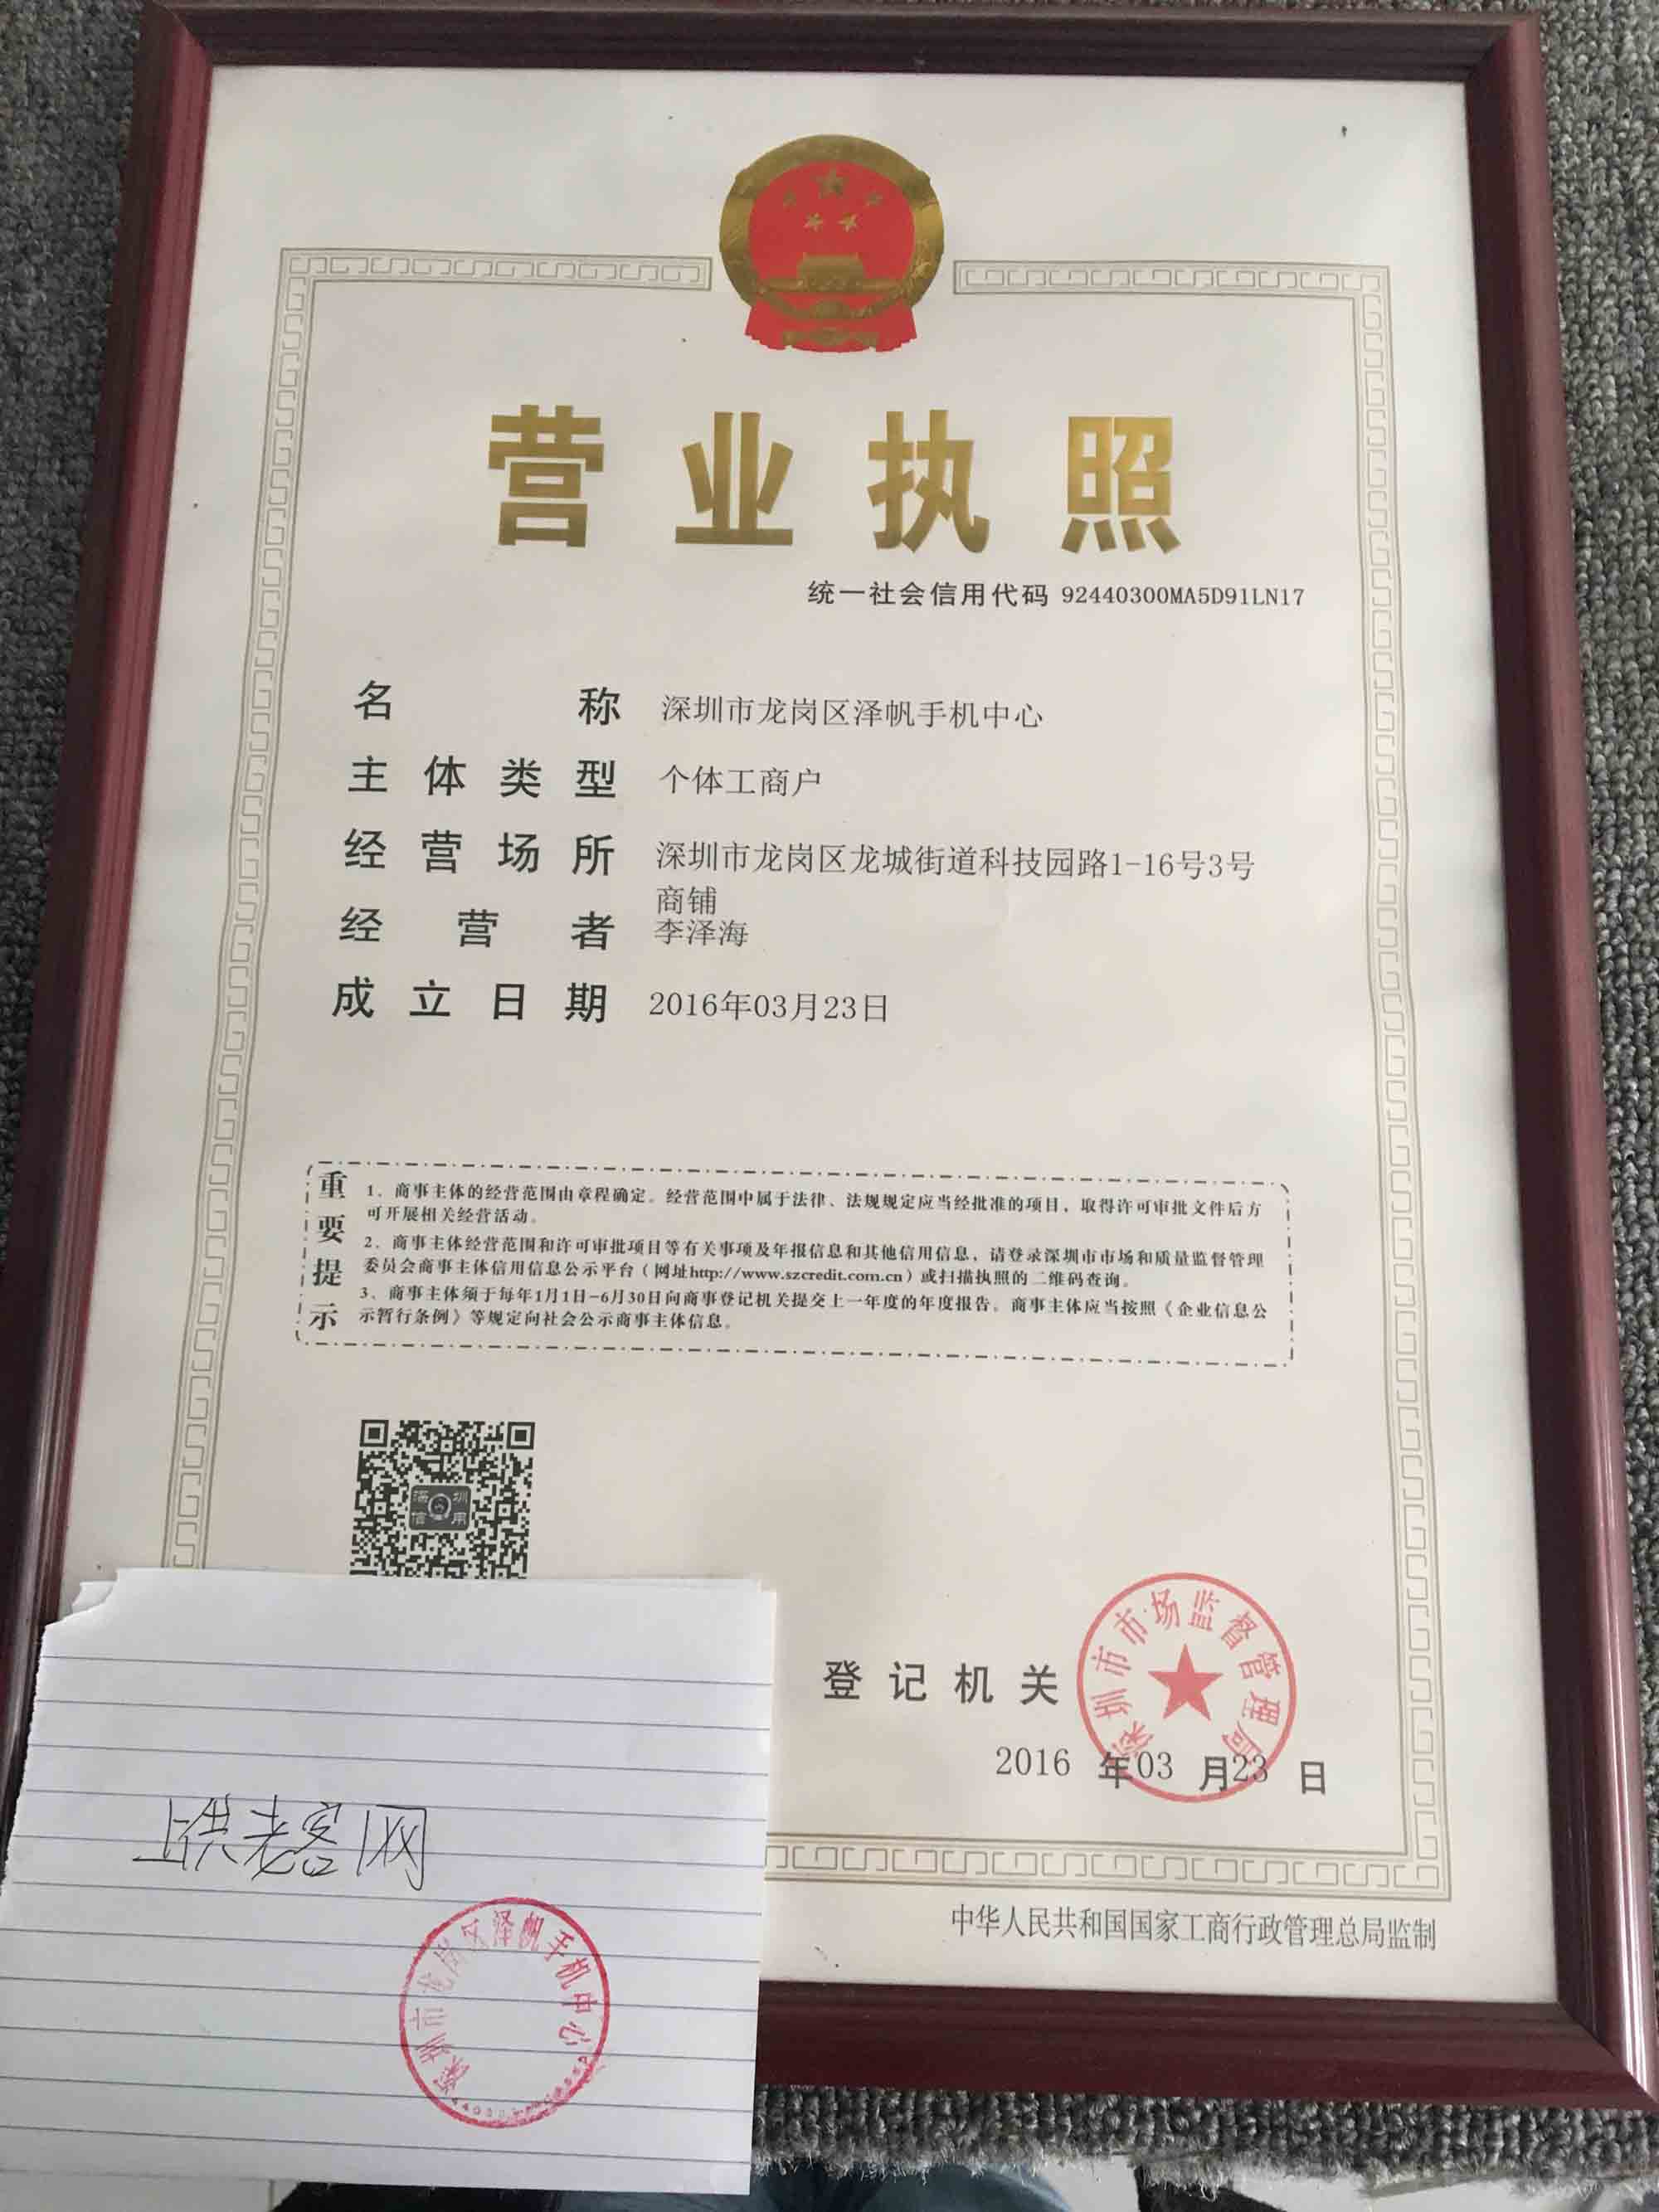 营业执照
统一社会信用代码 92440300MA5D91LN17
名称 深圳市龙岗区泽帆手机中心
主体类型 个体工商户
经营场所 深圳市龙岗区龙城街道科技园路1-16号3号
商铺
经营者 李泽海
成立日期 2016年03月23日
重要提示
1、商事主体的经营范围由章程确定。经营范围中属于法律、法规规定应当经批准的项目，取得许可审批文件后方
可开展相关经营活动。
2、商事主体经营范围和许可审批项目等有关事项及年报信息和其他信用信息，请登录深圳市市场和质量监督管理
委员会商事主体信用信息公示平台（网址http://www.szcredit.com.cn）或扫描执照的二维码查询。
3、商事主体须于每年1月1日-6月30日向商事登记机关提交上一年度的年度报告。商事主体应当按照《企业信息公
示暂行条例》等规定向社会公示商事主体信息。
深圳信用
登记机关
深圳市市场监督管理局
2016 年03 月23 日
中华人民共和国国家工商行政管理总局监制
供老客网
深圳市龙岗区泽帆手机中心